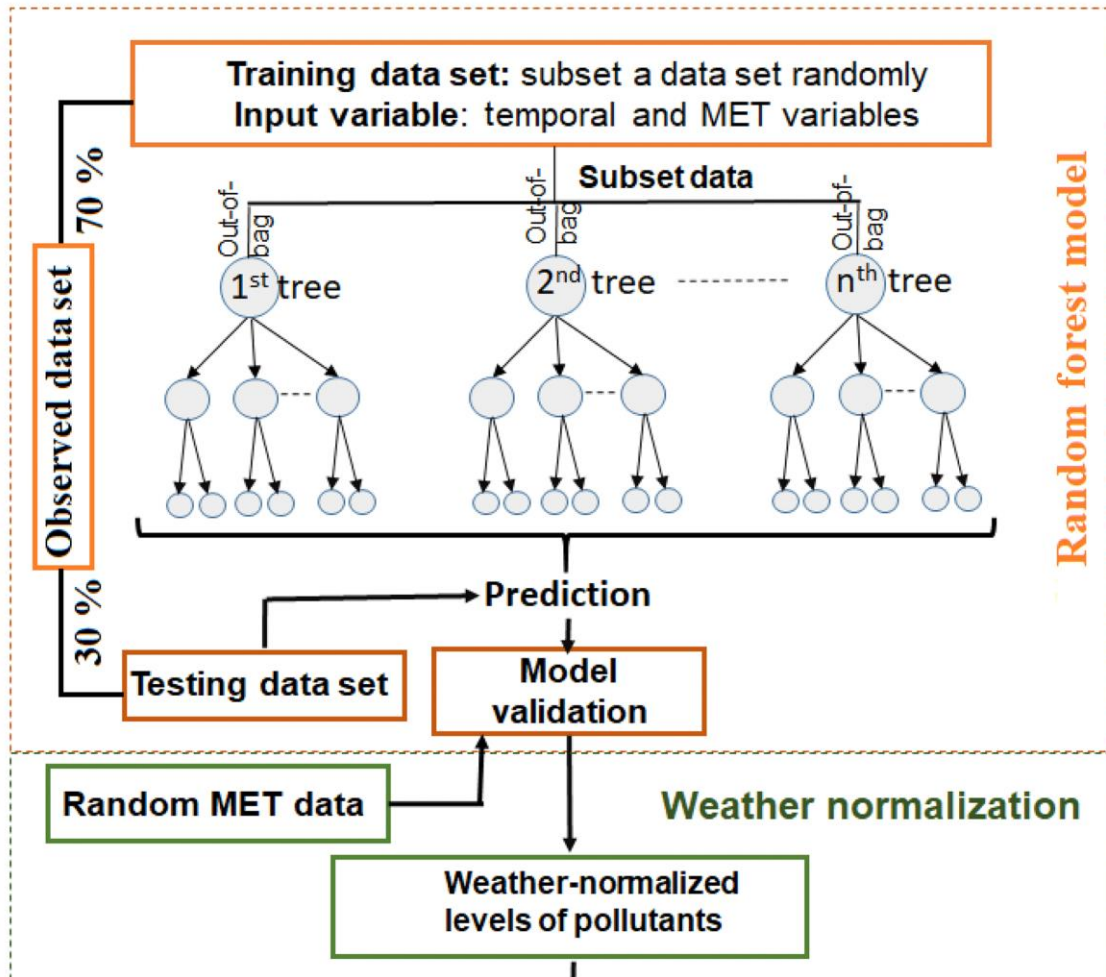 Training data set: subset a data set randomly
Input variable: temporal and MET variables
70 %
Observed data set
30 %
Random forest model
Subset data
Out-of-
bag
Out-of-
bag
Out-of-
bag
1st tree
2nd tree
nth tree
Prediction
Testing data set
Model
validation
Random MET data
Weather normalization
Weather-normalized
levels of pollutants